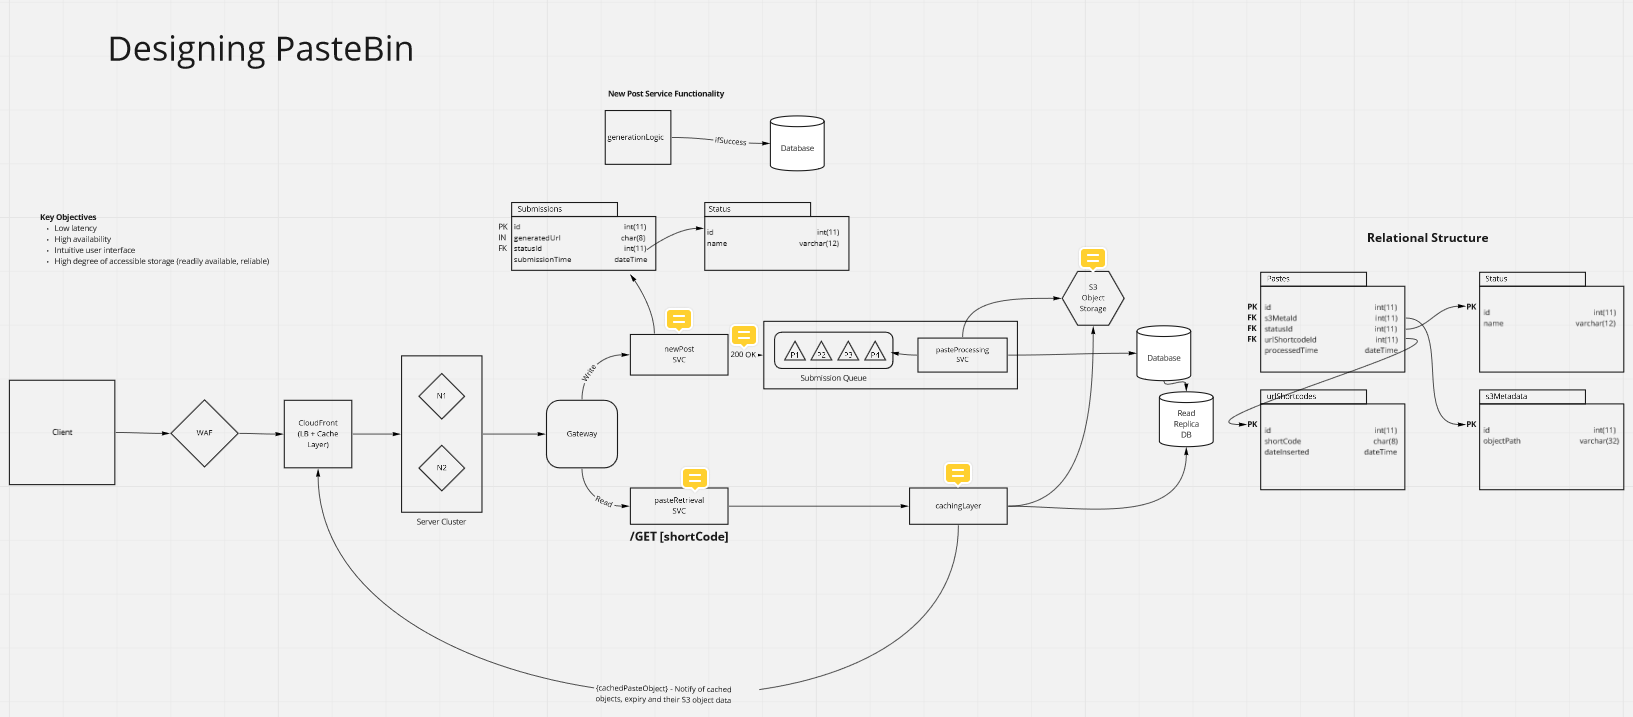 Designing PasteBin
New Post Service Functionality
generationLogic
ifSuccess
Database
Key Objectives
Low latency
High availability
Intuitive user interface
High degree of accessible storage (readily available, reliable)
Submissions
PK id int(11)
IN generatedUrl char(8)
FK statusId int(11)
submissionTime dateTime
Status
id int(11)
name varchar(12)
Client
WAF
CloudFront
(LB + Cache
Layer)
N1
N2
Server Cluster
Gateway
Write
Read
newPost
SVC
200 OK
P1 P2 P3 P4
Submission Queue
pasteProcessing
SVC
S3
Object
Storage
Database
Read
Replica
DB
pasteRetrieval
SVC
/GET [shortCode]
cachingLayer
{cachedPasteObject} - Notify of cached
objects, expiry and their S3 object data
Relational Structure
Pastes
PK id int(11)
FK s3MetaId int(11)
FK statusId int(11)
FK urlShortcodeId int(11)
processedTime dateTime
Status
PK
id int(11)
name varchar(12)
urlShortcodes
PK
id int(11)
shortCode char(8)
dateInserted dateTime
s3Metadata
PK
id int(11)
objectPath varchar(32)